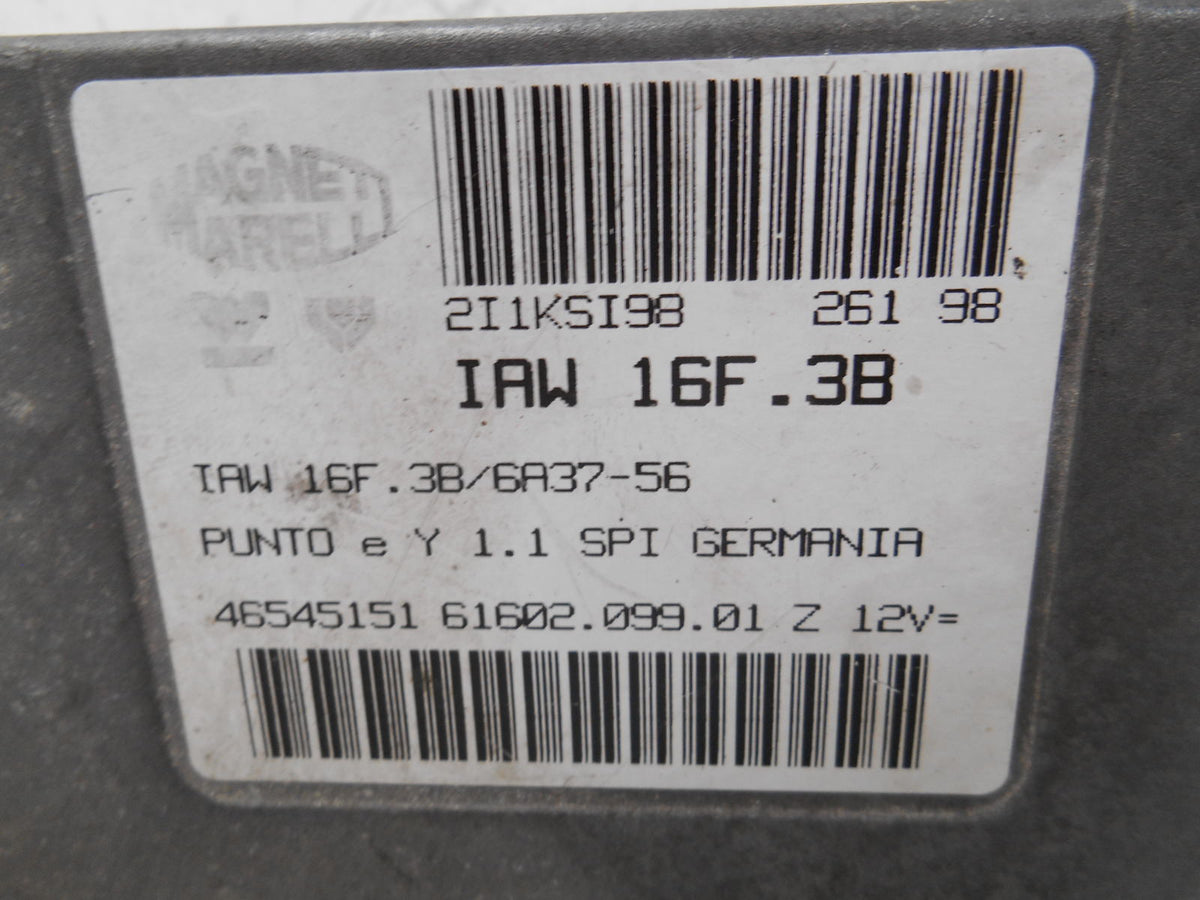 MAGNETI
MARELLI
2I1KSI98 261 98
IAW 16F.3B
IAW 16F.3B/6A37-56
PUNTO e Y 1.1 SPI GERMANIA
46545151 61602.099.01 Z 12V=